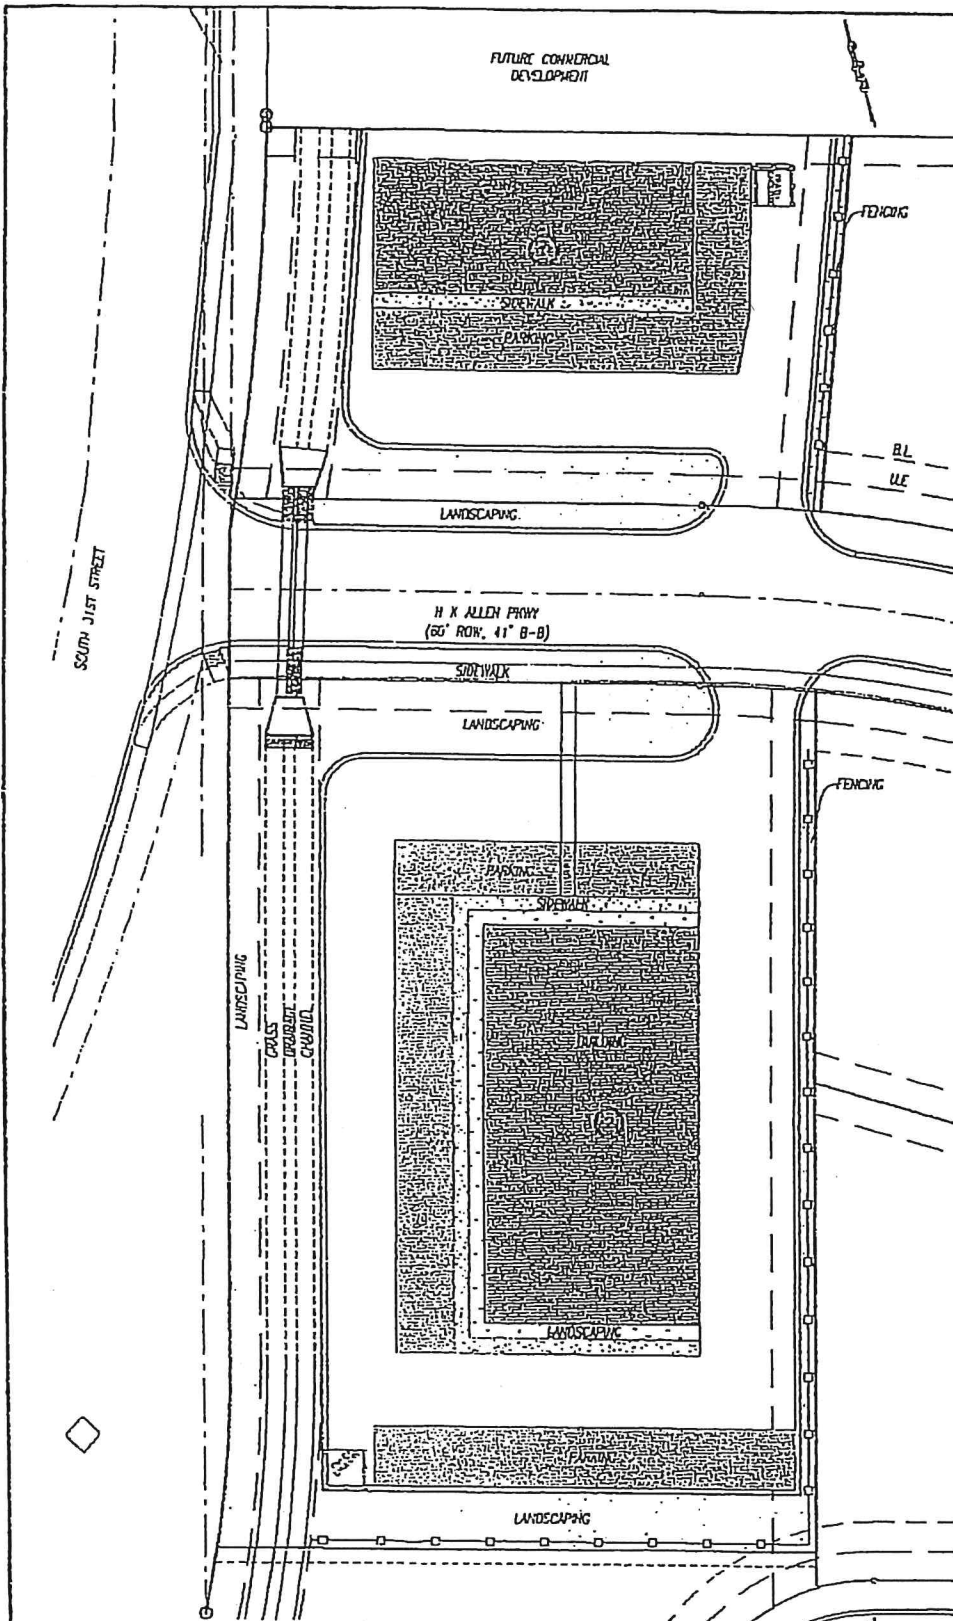 FUTURE COMMERCIAL
DEVELOPMENT
FENCING
SIDEWALK
PARKING
B.L.
U.E
LANDSCAPING
SOUTH 31ST STREET
H K ALLEN PKWY
(60' ROW, 41' B-B)
SIDEWALK
LANDSCAPING
FENCING
PARKING
SIDEWALK
LANDSCAPING
GRASS
CHANNEL
BUILDING
(2)
LANDSCAPING
PARKING
LANDSCAPING